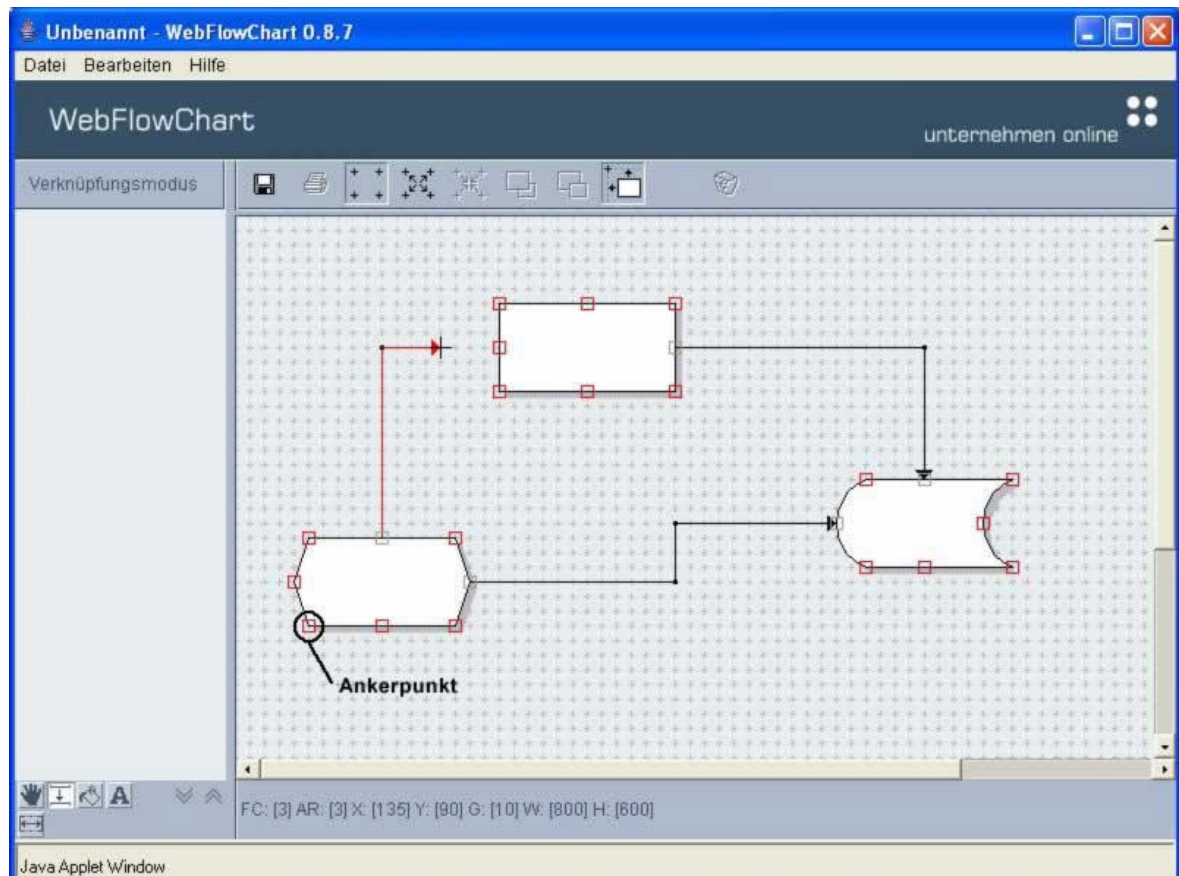 Unbenannt - WebFlowChart 0.8.7
Datei Bearbeiten Hilfe
WebFlowChart
unternehmen online
Verknüpfungsmodus
Ankerpunkt
A
FC: [3] AR: [3] X: [135] Y: [90] G: [10] W: [800] H: [600]
Java Applet Window